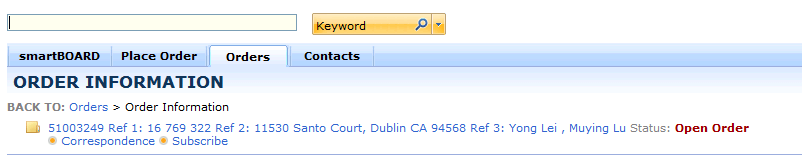 Keyword
smartBOARD Place Order Orders Contacts
ORDER INFORMATION
BACK TO: Orders > Order Information
51003249 Ref 1: 16 769 322 Ref 2: 11530 Santo Court, Dublin CA 94568 Ref 3: Yong Lei , Muying Lu Status: Open Order
Correspondence Subscribe